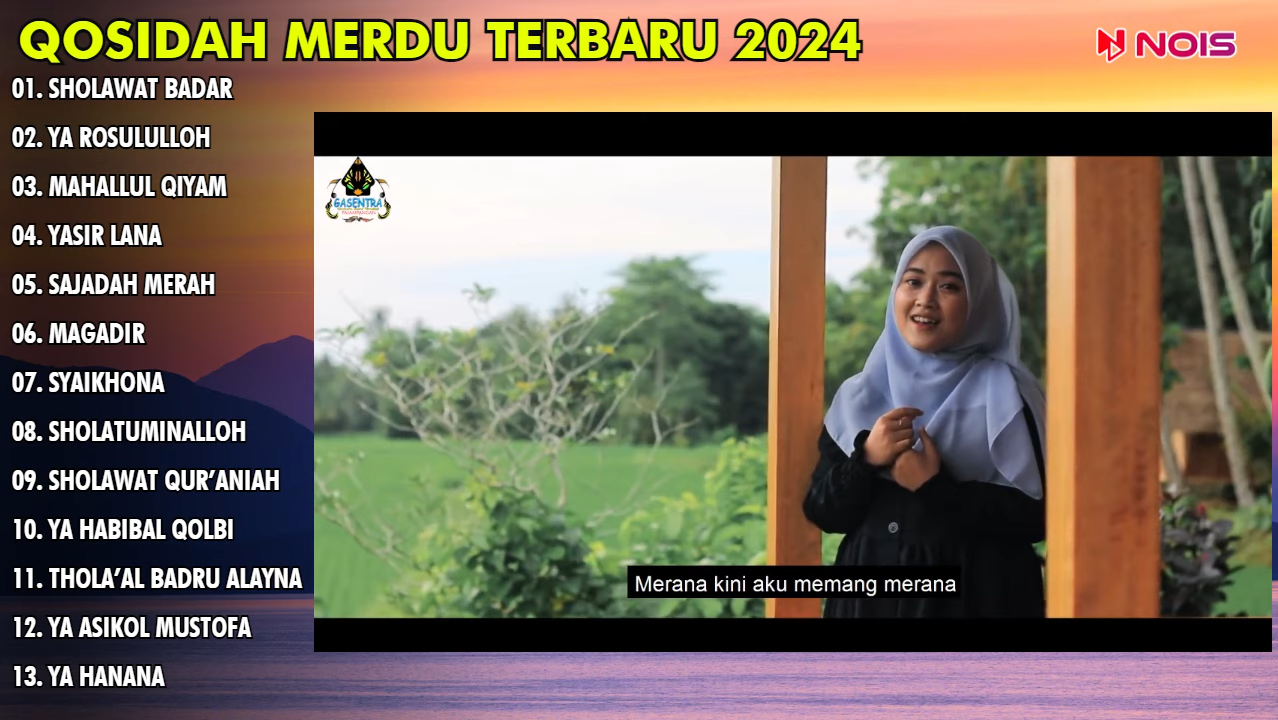 QOSIDAH MERDU TERBARU 2024
NOIS
01. SHOLAWAT BADAR
02. YA ROSULULLOH
03. MAHALLUL QIYAM
04. YASIR LANA
05. SAJADAH MERAH
06. MAGADIR
07. SYAIKHONA
08. SHOLATUMINALLOH
09. SHOLAWAT QUR’ANIAH
10. YA HABIBAL QOLBI
11. THOLA’AL BADRU ALAYNA
12. YA ASIKOL MUSTOFA
13. YA HANANA
GASENTRA
PAJAMPANGAN
Merana kini aku memang merana